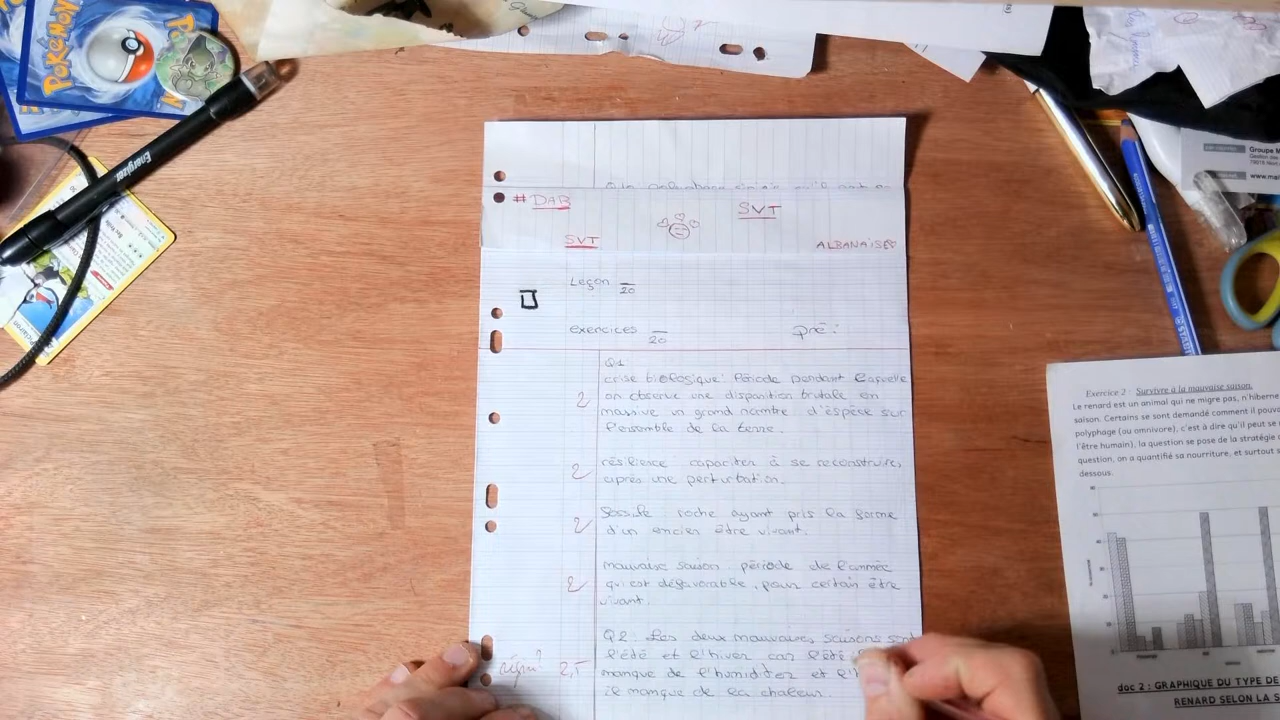 POKÉMON
Energizer
# DAB
SVT
SVT
ALBANAISE
Leçon /20
exercices /20
pré :
Q1
crise biologique: Période pendant laquelle
on observe une disparition brutale en
2
massive un grand nombre d'espèce sur
l'ensemble de la terre.
résilience capaciter à se reconstruire,
2
après une perturbation.
2
fossile roche ayant pris la forme
d'un ancien être vivant.
mauvaise saison : période de l'année
2
qui est défavorable, pour certain être
vivant.
Q2 : Les deux mauvaises saisons sont
l'été et l'hiver car l'été
2,5
manque de l'humiditer et l'h
il manque de la chaleur.
Groupe M
www.mai
Exercice 2 : Survivre à la mauvaise saison.
Le renard est un animal qui ne migre pas, n'hiberne
saison. Certains se sont demandé comment il pouv
polyphage (ou omnivore), c'est à dire qu'il peut se
l'être humain), la question se pose de la stratégie
question, on a quantifié sa nourriture, et surtout s
dessous.
doc 2 : GRAPHIQUE DU TYPE DE
RENARD SELON LA S